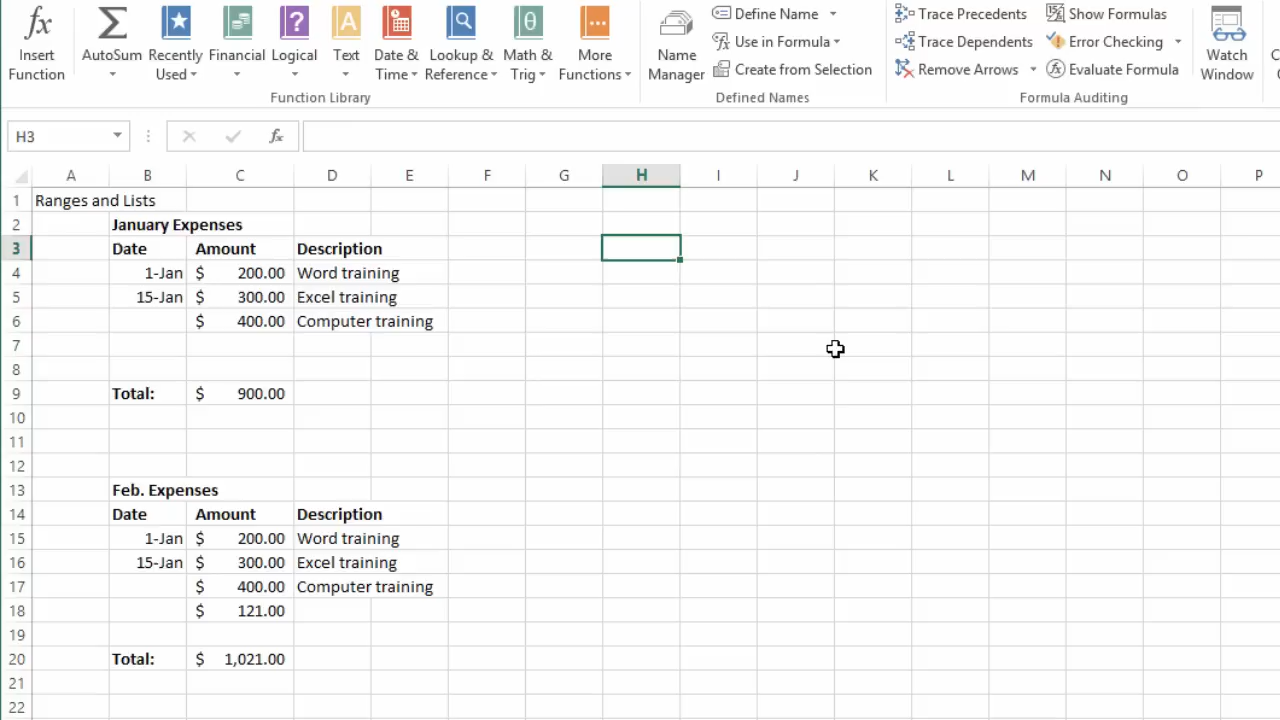 Insert Function
AutoSum
Recently Used
Financial
Logical
Text
Date & Time
Lookup & Reference
Math & Trig
More Functions
Function Library
Name Manager
Define Name
Use in Formula
Create from Selection
Defined Names
Trace Precedents
Trace Dependents
Remove Arrows
Show Formulas
Error Checking
Evaluate Formula
Formula Auditing
Watch Window
H3
fx
A B C D E F G H I J K L M N O P
1 Ranges and Lists
2 January Expenses
3 Date Amount Description
4 1-Jan $ 200.00 Word training
5 15-Jan $ 300.00 Excel training
6 $ 400.00 Computer training
7
8
9 Total: $ 900.00
10
11
12
13 Feb. Expenses
14 Date Amount Description
15 1-Jan $ 200.00 Word training
16 15-Jan $ 300.00 Excel training
17 $ 400.00 Computer training
18 $ 121.00
19
20 Total: $ 1,021.00
21
22